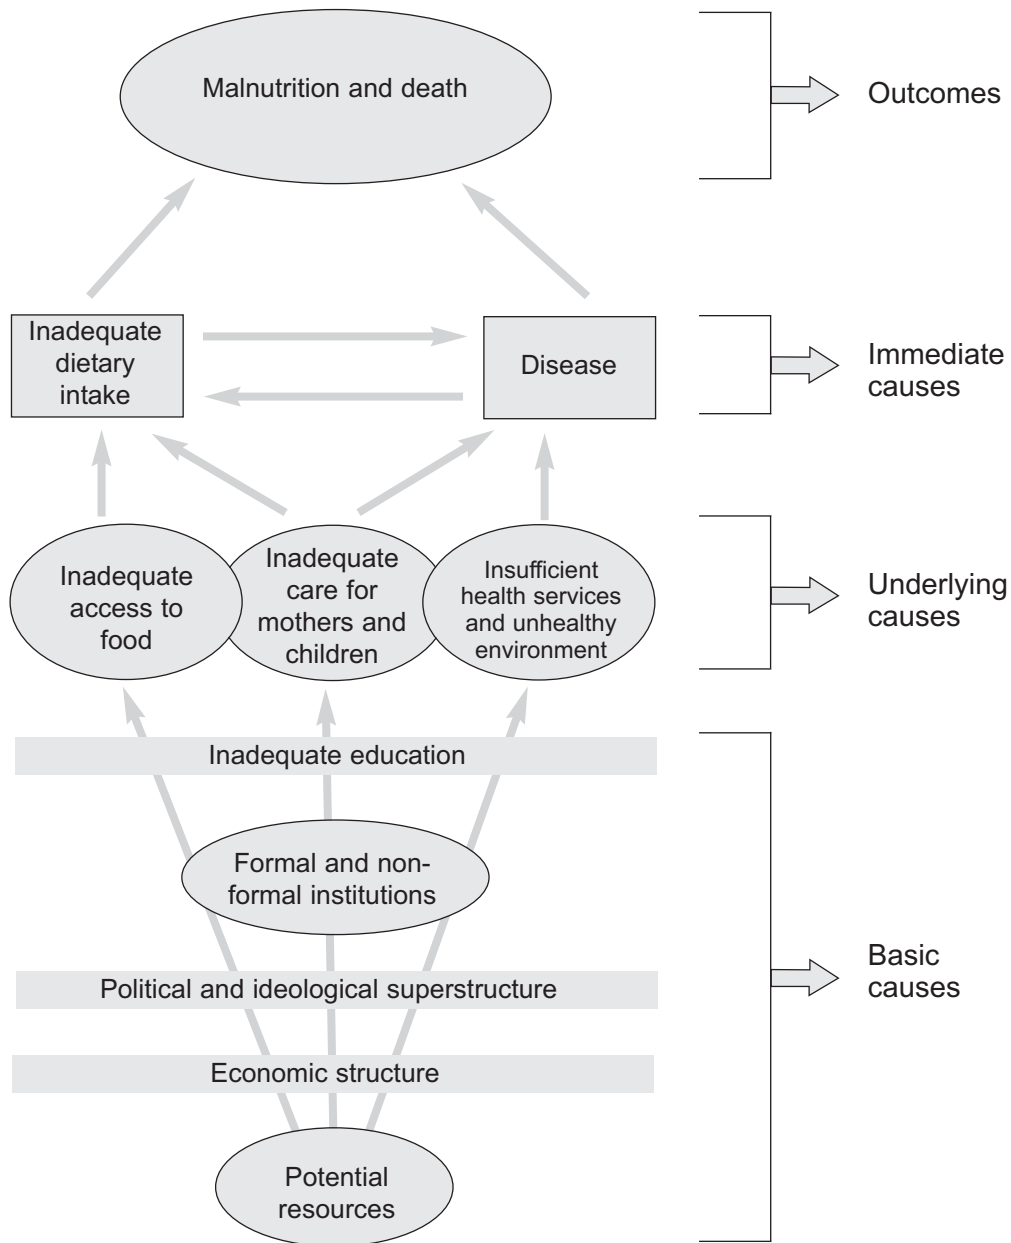 Malnutrition and death
Outcomes
Inadequate
dietary
intake
Disease
Immediate
causes
Inadequate
access to
food
Inadequate
care for
mothers and
children
Insufficient
health services
and unhealthy
environment
Underlying
causes
Inadequate education
Formal and non-
formal institutions
Political and ideological superstructure
Economic structure
Potential
resources
Basic
causes